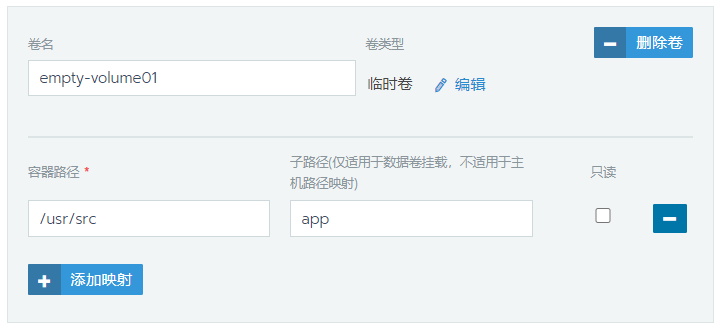 卷名
卷类型
删除卷
empty-volume01
临时卷
编辑
容器路径 *
子路径(仅适用于数据卷挂载，不适用于主
机路径映射)
只读
/usr/src
app
添加映射